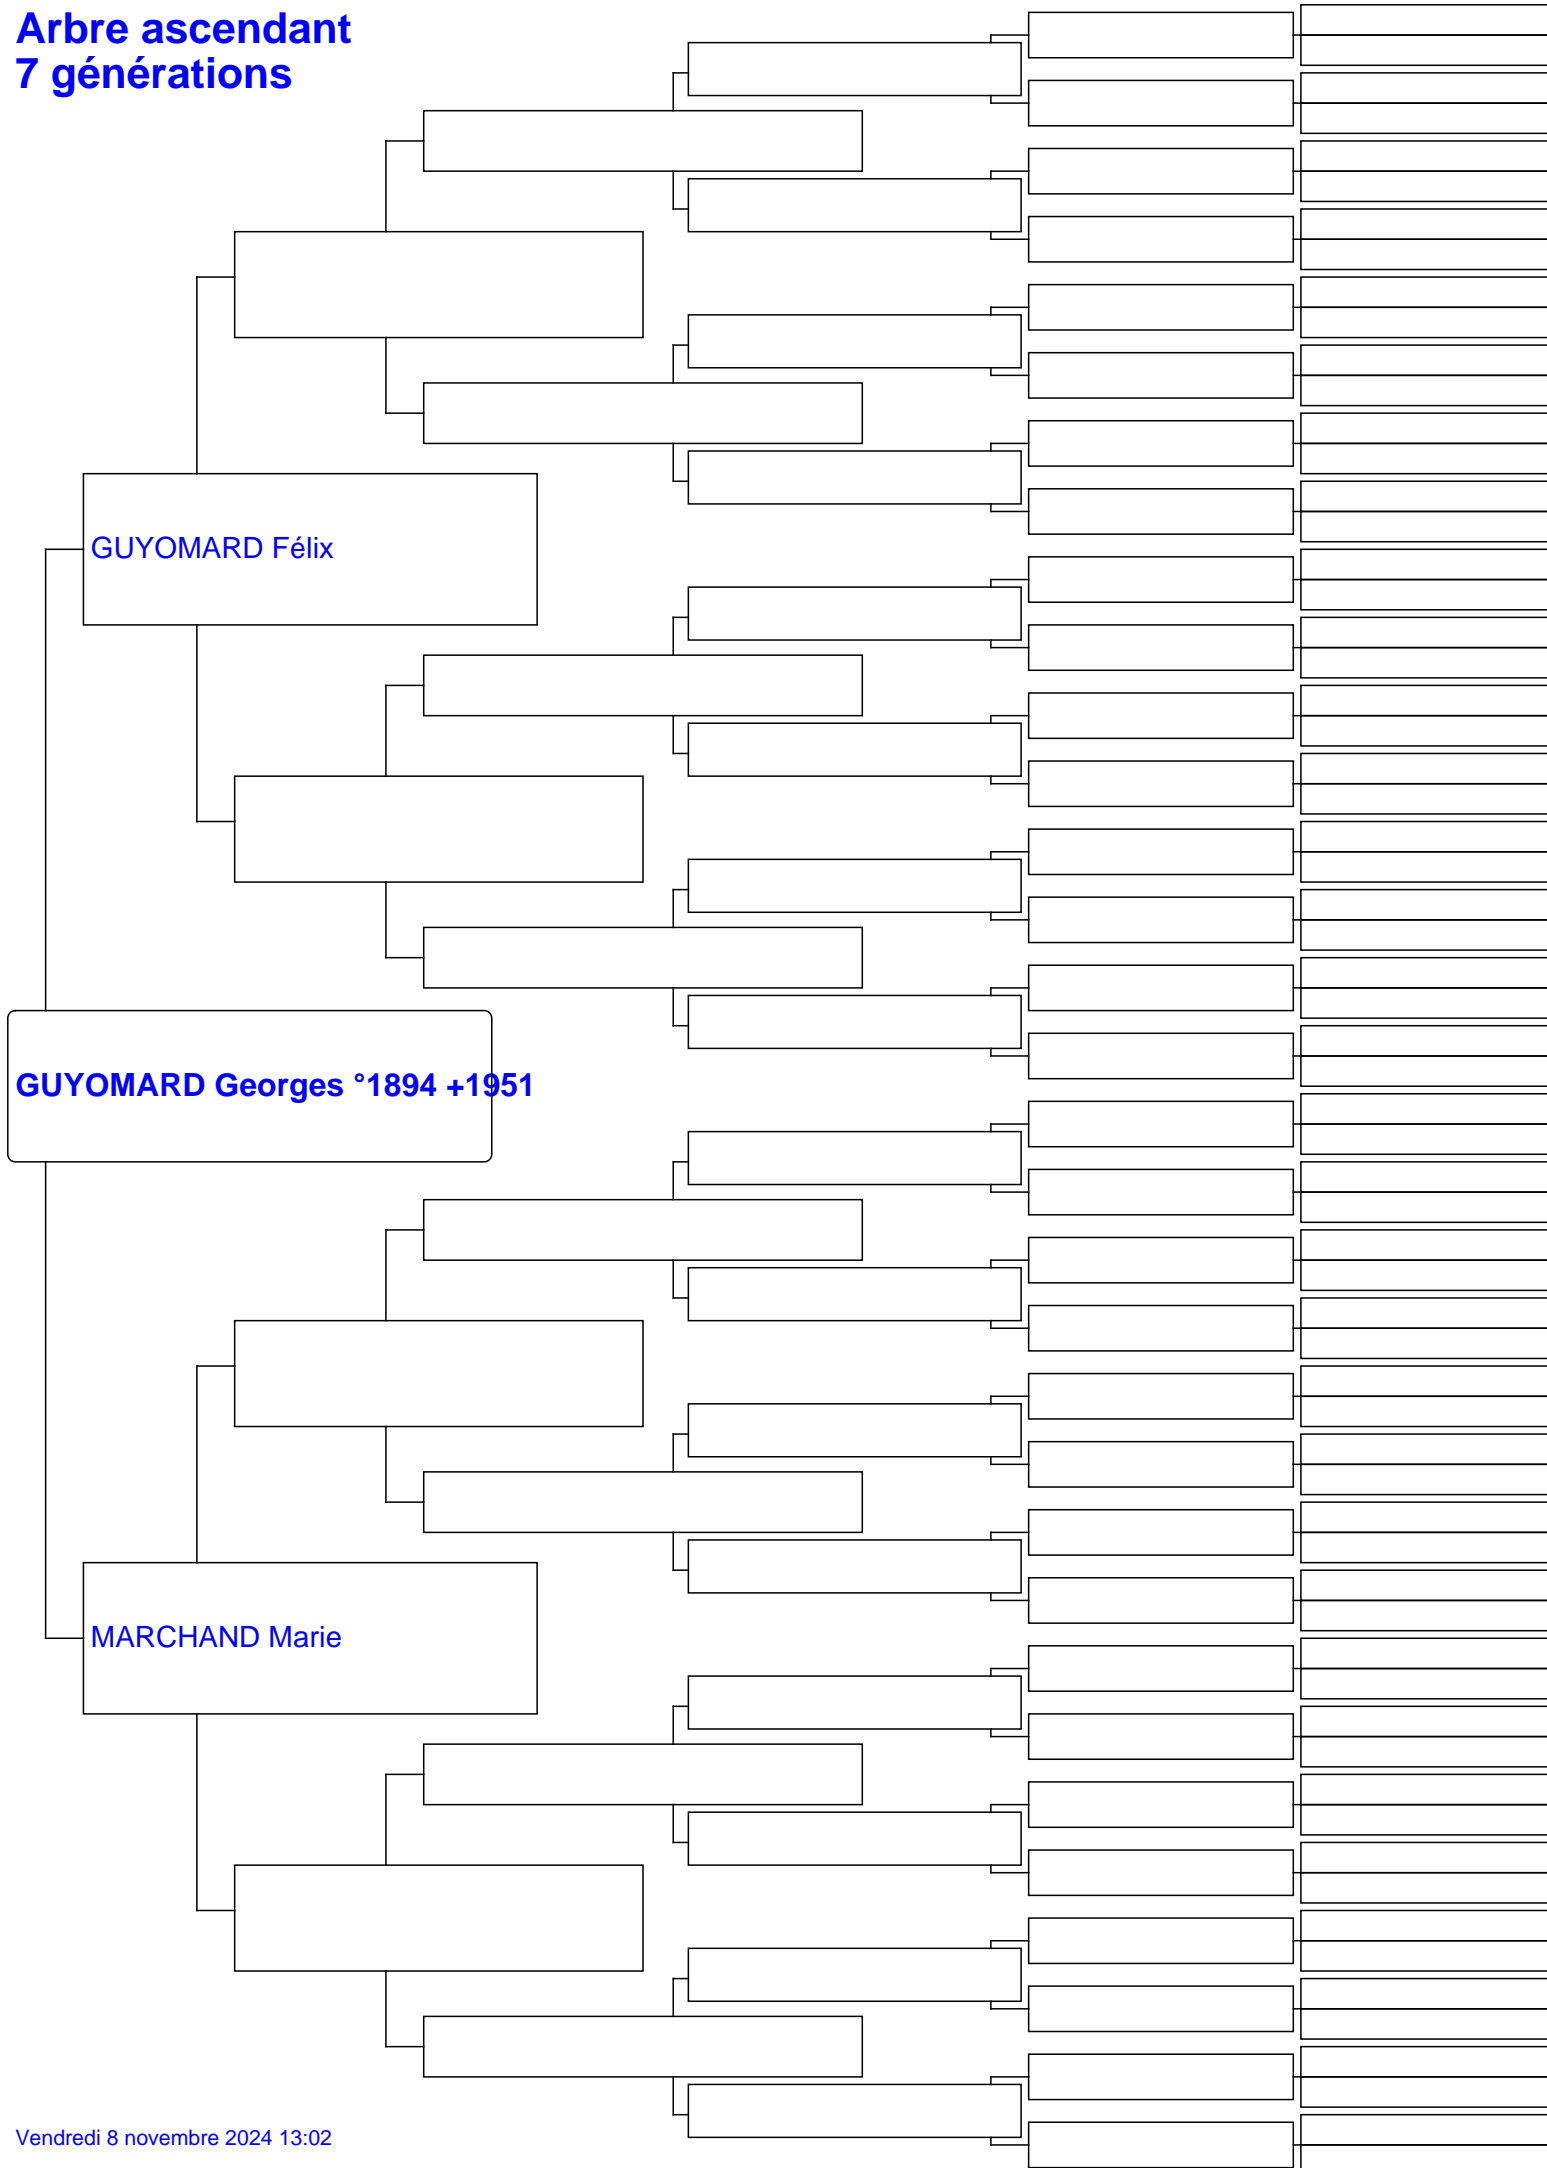 Arbre ascendant
7 générations
GUYOMARD Félix
GUYOMARD Georges °1894 +1951
MARCHAND Marie
Vendredi 8 novembre 2024 13:02